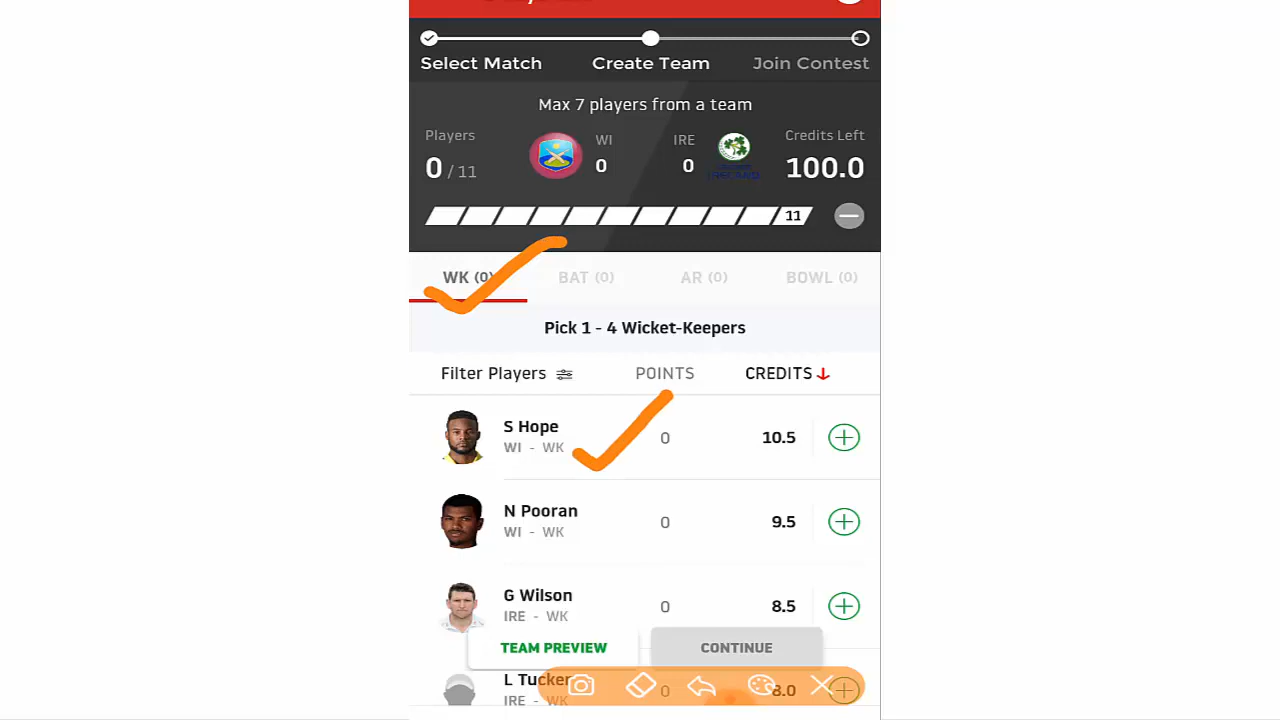 Select Match Create Team Join Contest
Max 7 players from a team
Players WI IRE Credits Left
0 / 11 0 0 100.0
11
WK (0) BAT (0) AR (0) BOWL (0)
Pick 1 - 4 Wicket-Keepers
Filter Players POINTS CREDITS
S Hope
WI - WK 0 10.5
N Pooran
WI - WK 0 9.5
G Wilson
IRE - WK 0 8.5
TEAM PREVIEW CONTINUE
L Tucker
IRE - WK 0 8.0